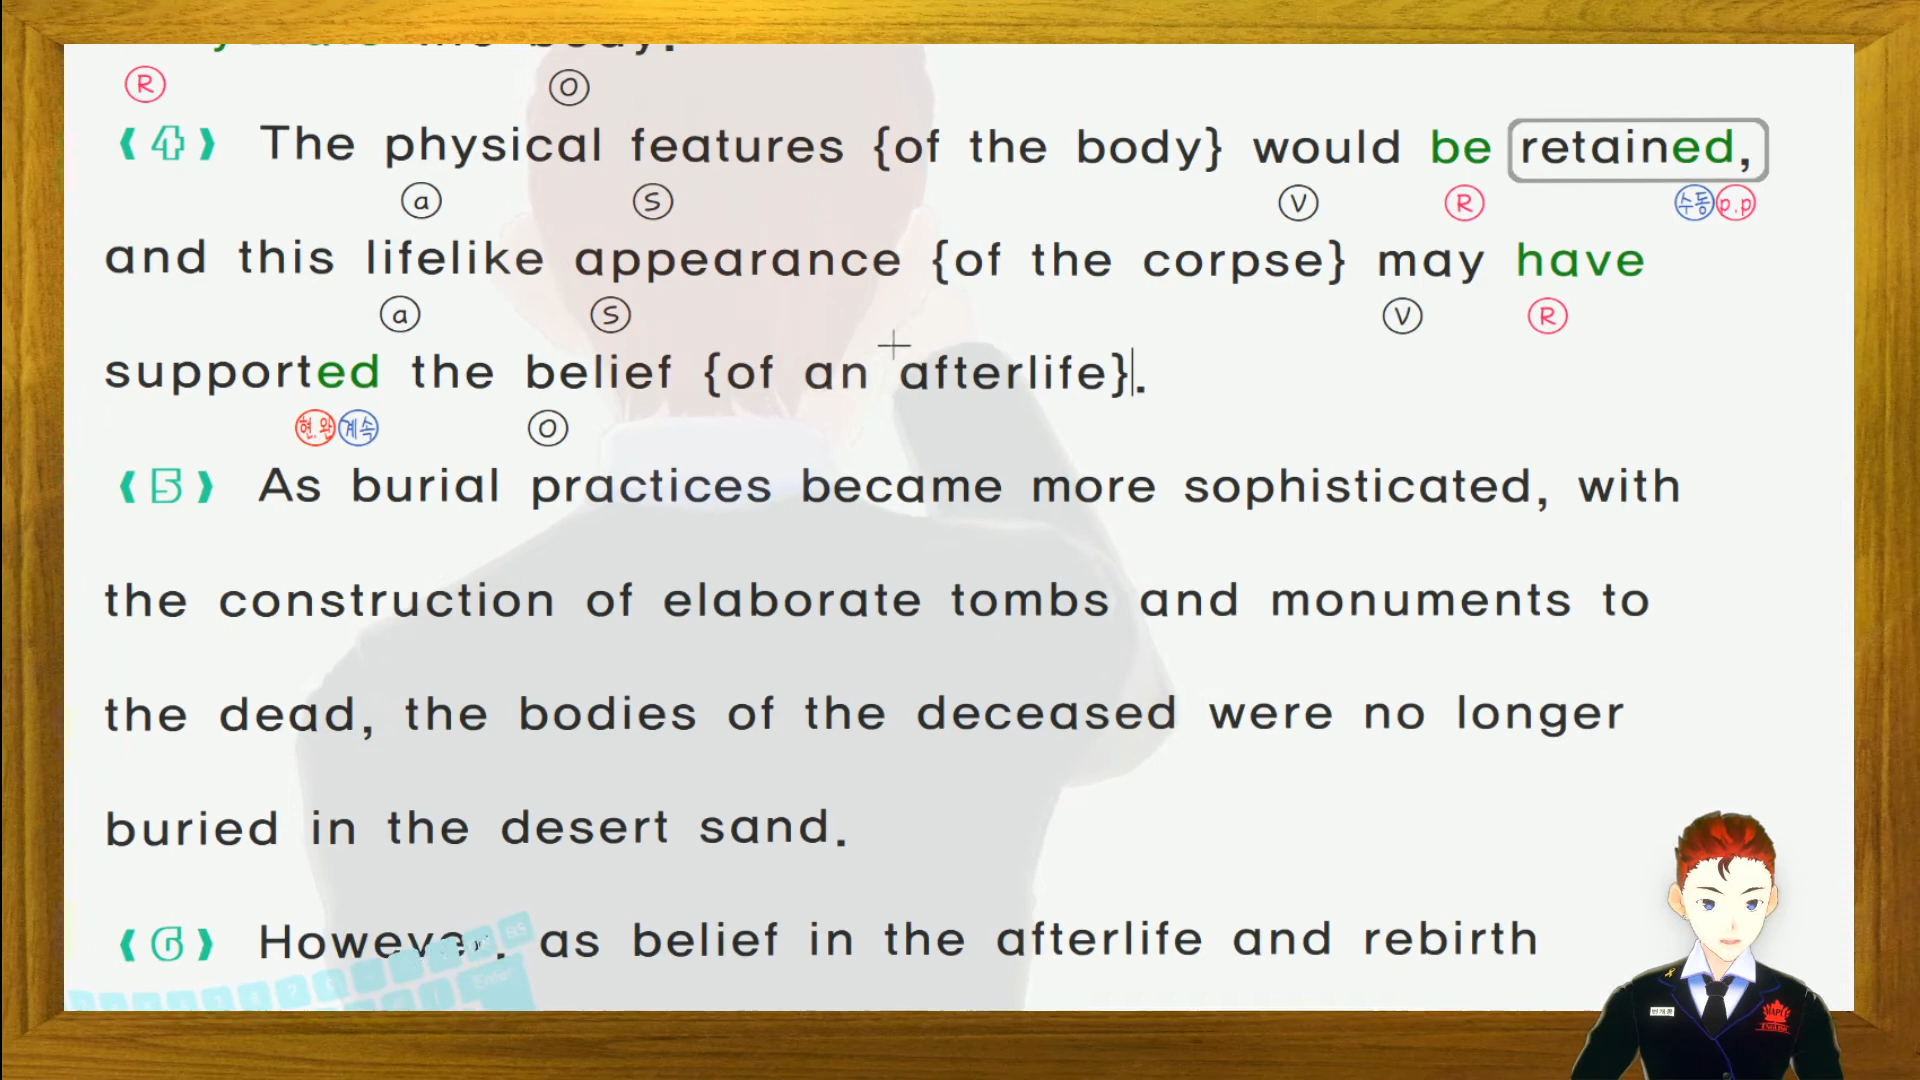 the body.
R O
(4) The physical features {of the body} would be retained,
a S V R 수동 p.p
and this lifelike appearance {of the corpse} may have
a S V R
supported the belief {of an afterlife}.
현.완 계속 O
(5) As burial practices became more sophisticated, with
the construction of elaborate tombs and monuments to
the dead, the bodies of the deceased were no longer
buried in the desert sand.
(6) However, as belief in the afterlife and rebirth